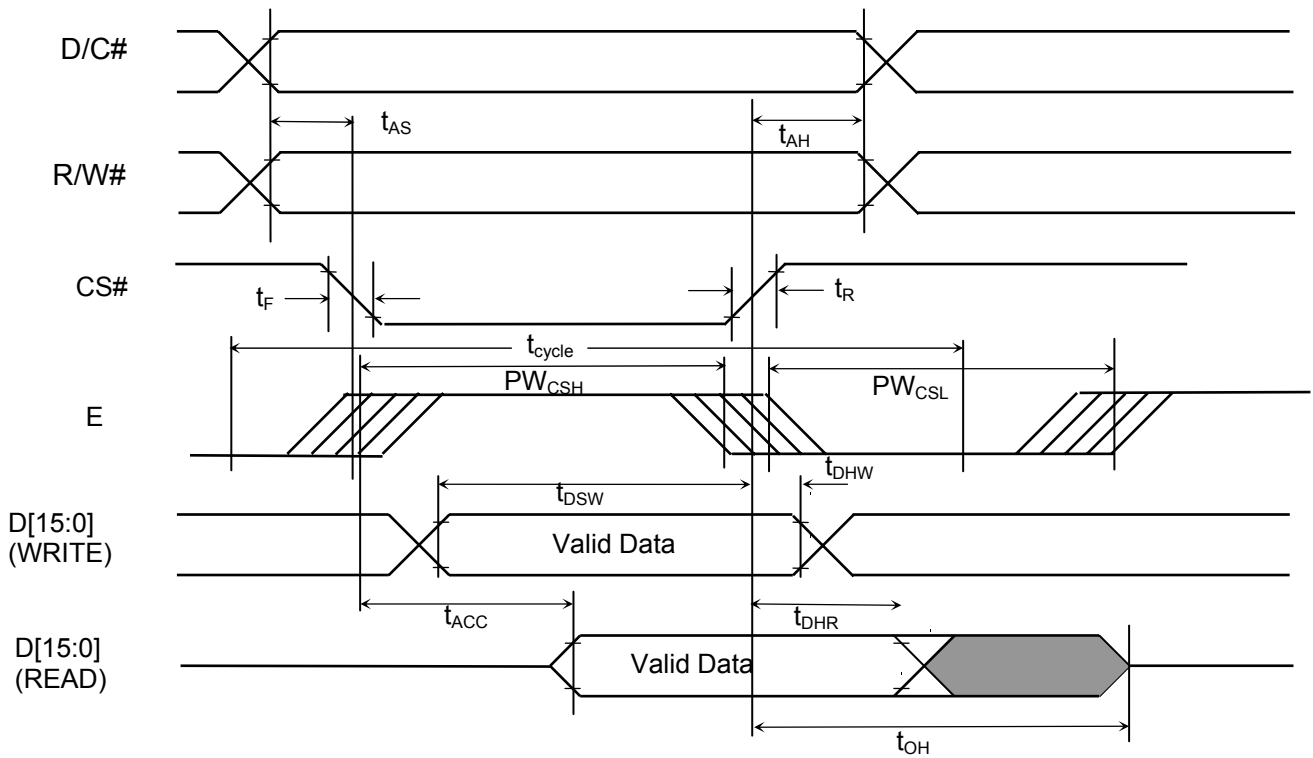 D/C#
tAS
tAH
R/W#
CS#
tF
tR
tcycle
PWCSH
PWCSL
E
tDHW
tDSW
D[15:0]
(WRITE)
Valid Data
tACC
tDHR
D[15:0]
(READ)
Valid Data
tOH